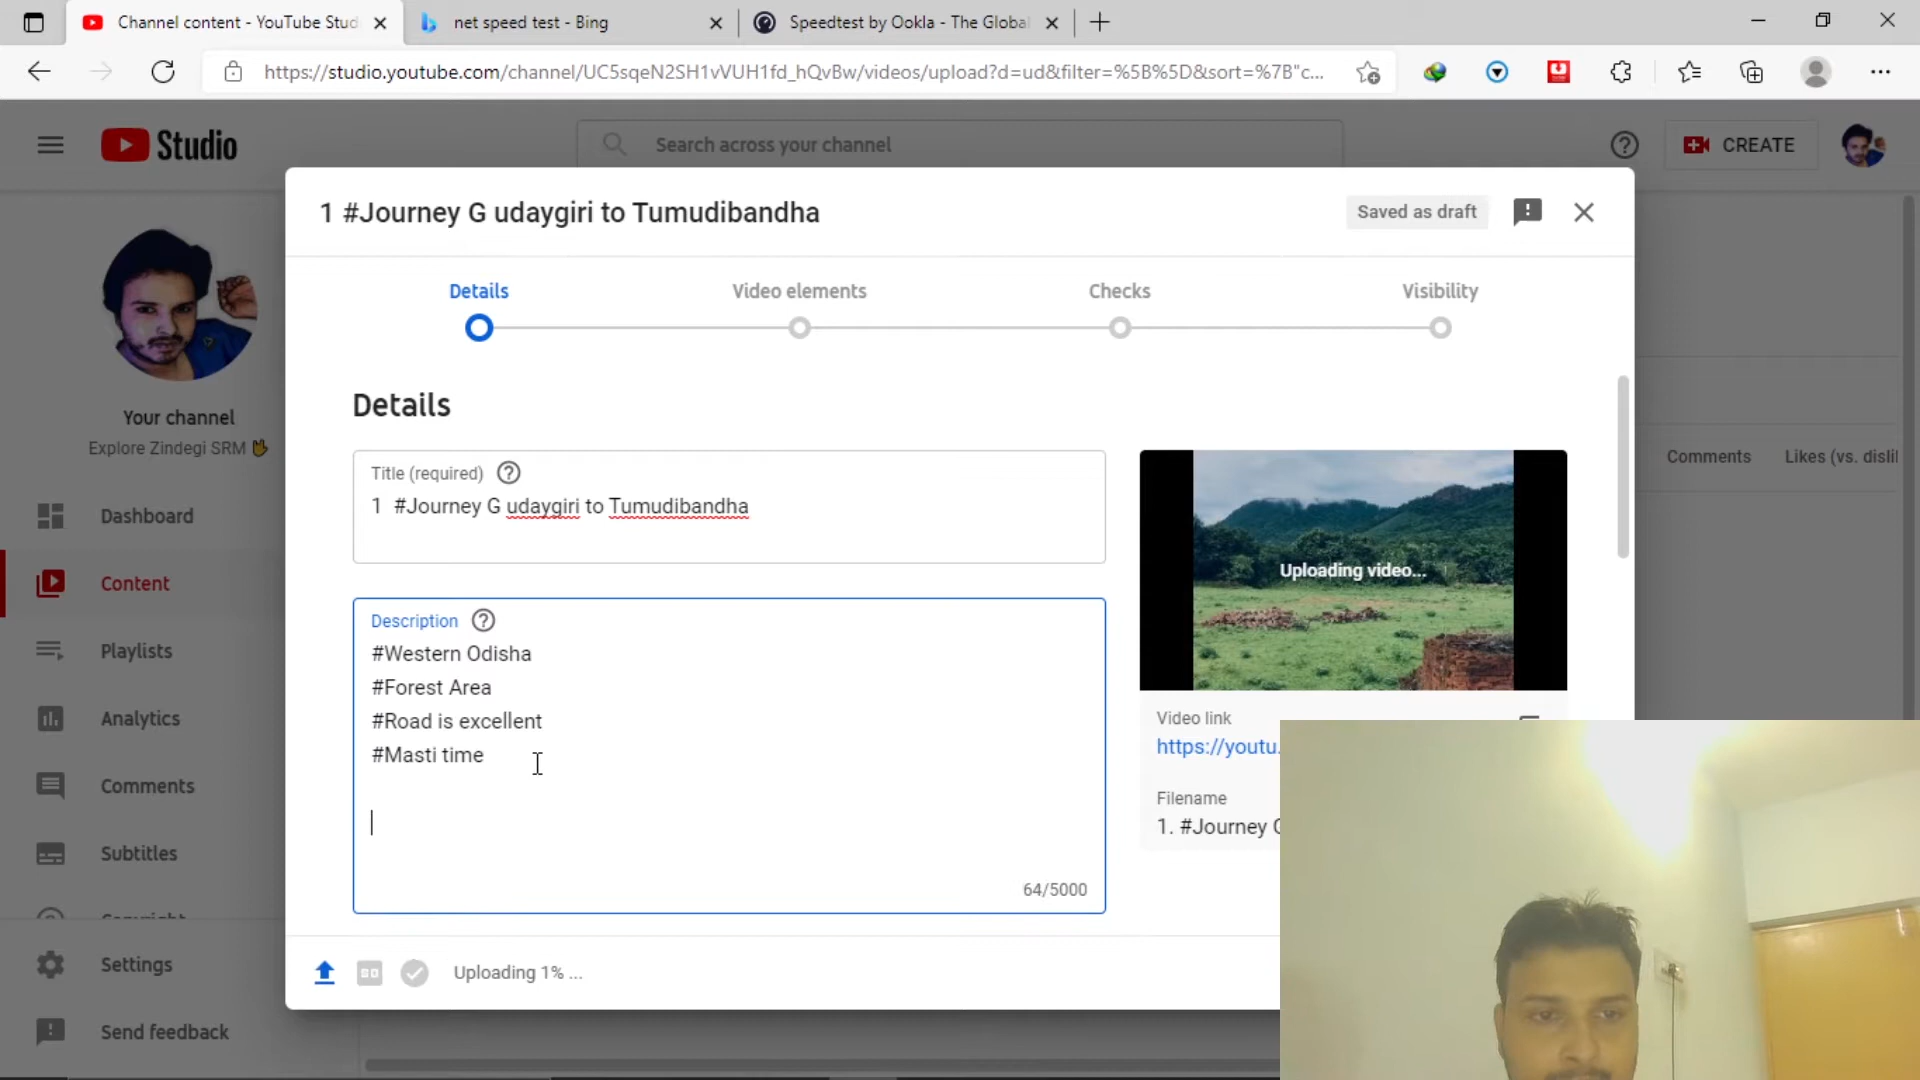 Channel content - YouTube Stud
net speed test - Bing
Speedtest by Ookla - The Global
https://studio.youtube.com/channel/UC5sqeN2SH1vVUH1fd_hQvBw/videos/upload?d=ud&filter=%5B%5D&sort=%7B"c...
Studio
Search across your channel
CREATE
1 #Journey G udaygiri to Tumudibandha
Saved as draft
Details
Video elements
Checks
Visibility
Your channel
Explore Zindegi SRM
Dashboard
Content
Playlists
Analytics
Comments
Subtitles
Copyright
Settings
Send feedback
Details
Title (required)
1 #Journey G udaygiri to Tumudibandha
Description
#Western Odisha
#Forest Area
#Road is excellent
#Masti time
64/5000
Uploading video...
Video link
https://youtu.
Filename
1. #Journey
Comments
Likes (vs. disli
Uploading 1% ...